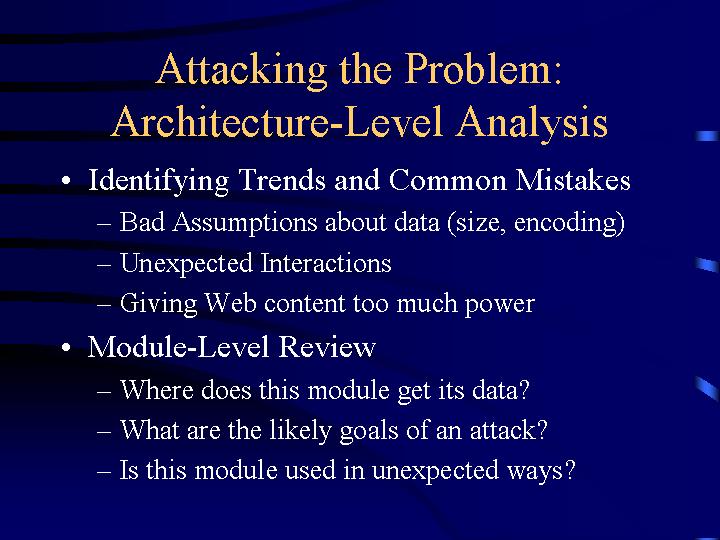 Attacking the Problem:
Architecture-Level Analysis
• Identifying Trends and Common Mistakes
– Bad Assumptions about data (size, encoding)
– Unexpected Interactions
– Giving Web content too much power
• Module-Level Review
– Where does this module get its data?
– What are the likely goals of an attack?
– Is this module used in unexpected ways?